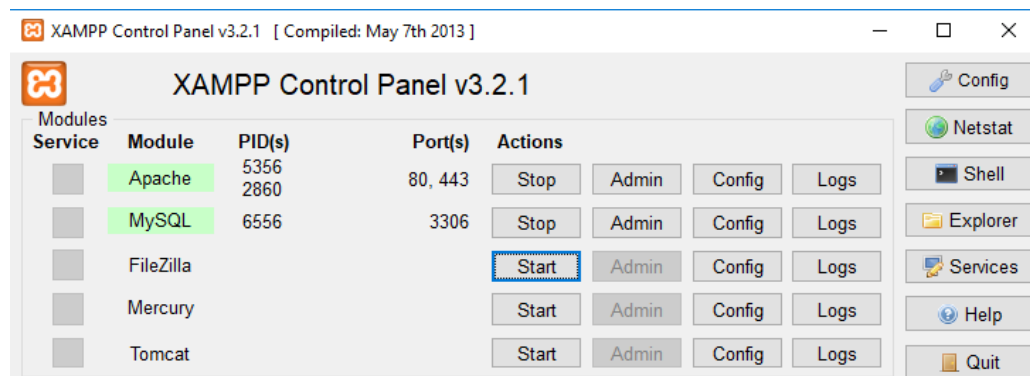 XAMPP Control Panel v3.2.1 [ Compiled: May 7th 2013 ]
XAMPP Control Panel v3.2.1
Config
Modules
Netstat
Service Module PID(s) Port(s) Actions
Apache 5356 2860 80, 443 Stop Admin Config Logs
Shell
MySQL 6556 3306 Stop Admin Config Logs
Explorer
FileZilla Start Admin Config Logs
Services
Mercury Start Admin Config Logs
Help
Tomcat Start Admin Config Logs
Quit